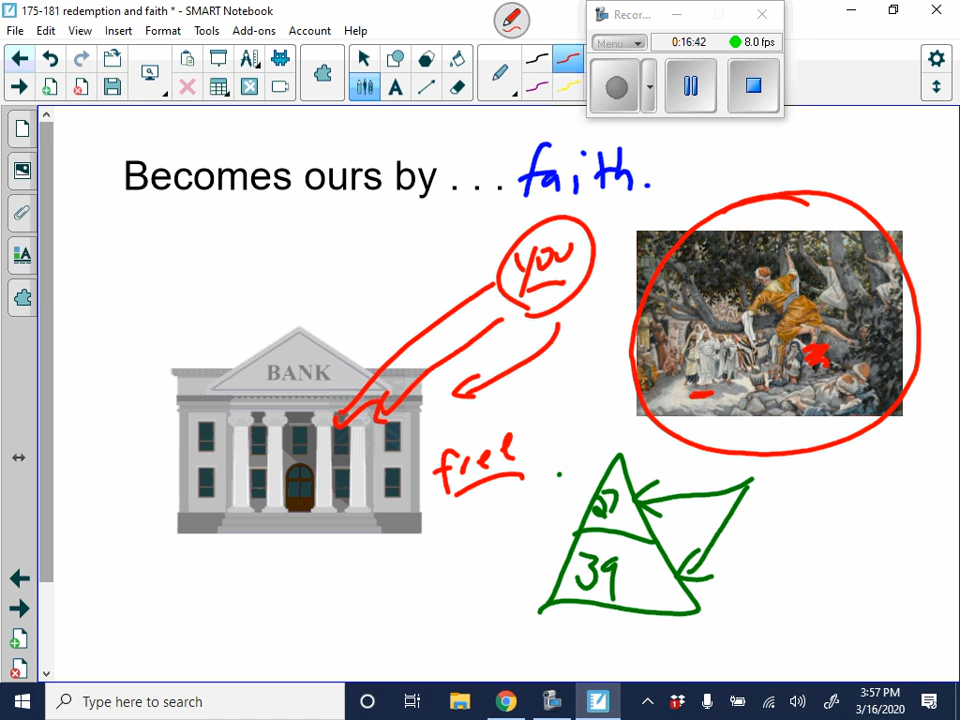 175-181 redemption and faith * - SMART Notebook
Recor...
File Edit View Insert Format Tools Add-ons Account Help
Menu
0:16:42
8.0 fps
Becomes ours by . . . faith.
you
BANK
free
27
39
Type here to search
3:57 PM
3/16/2020